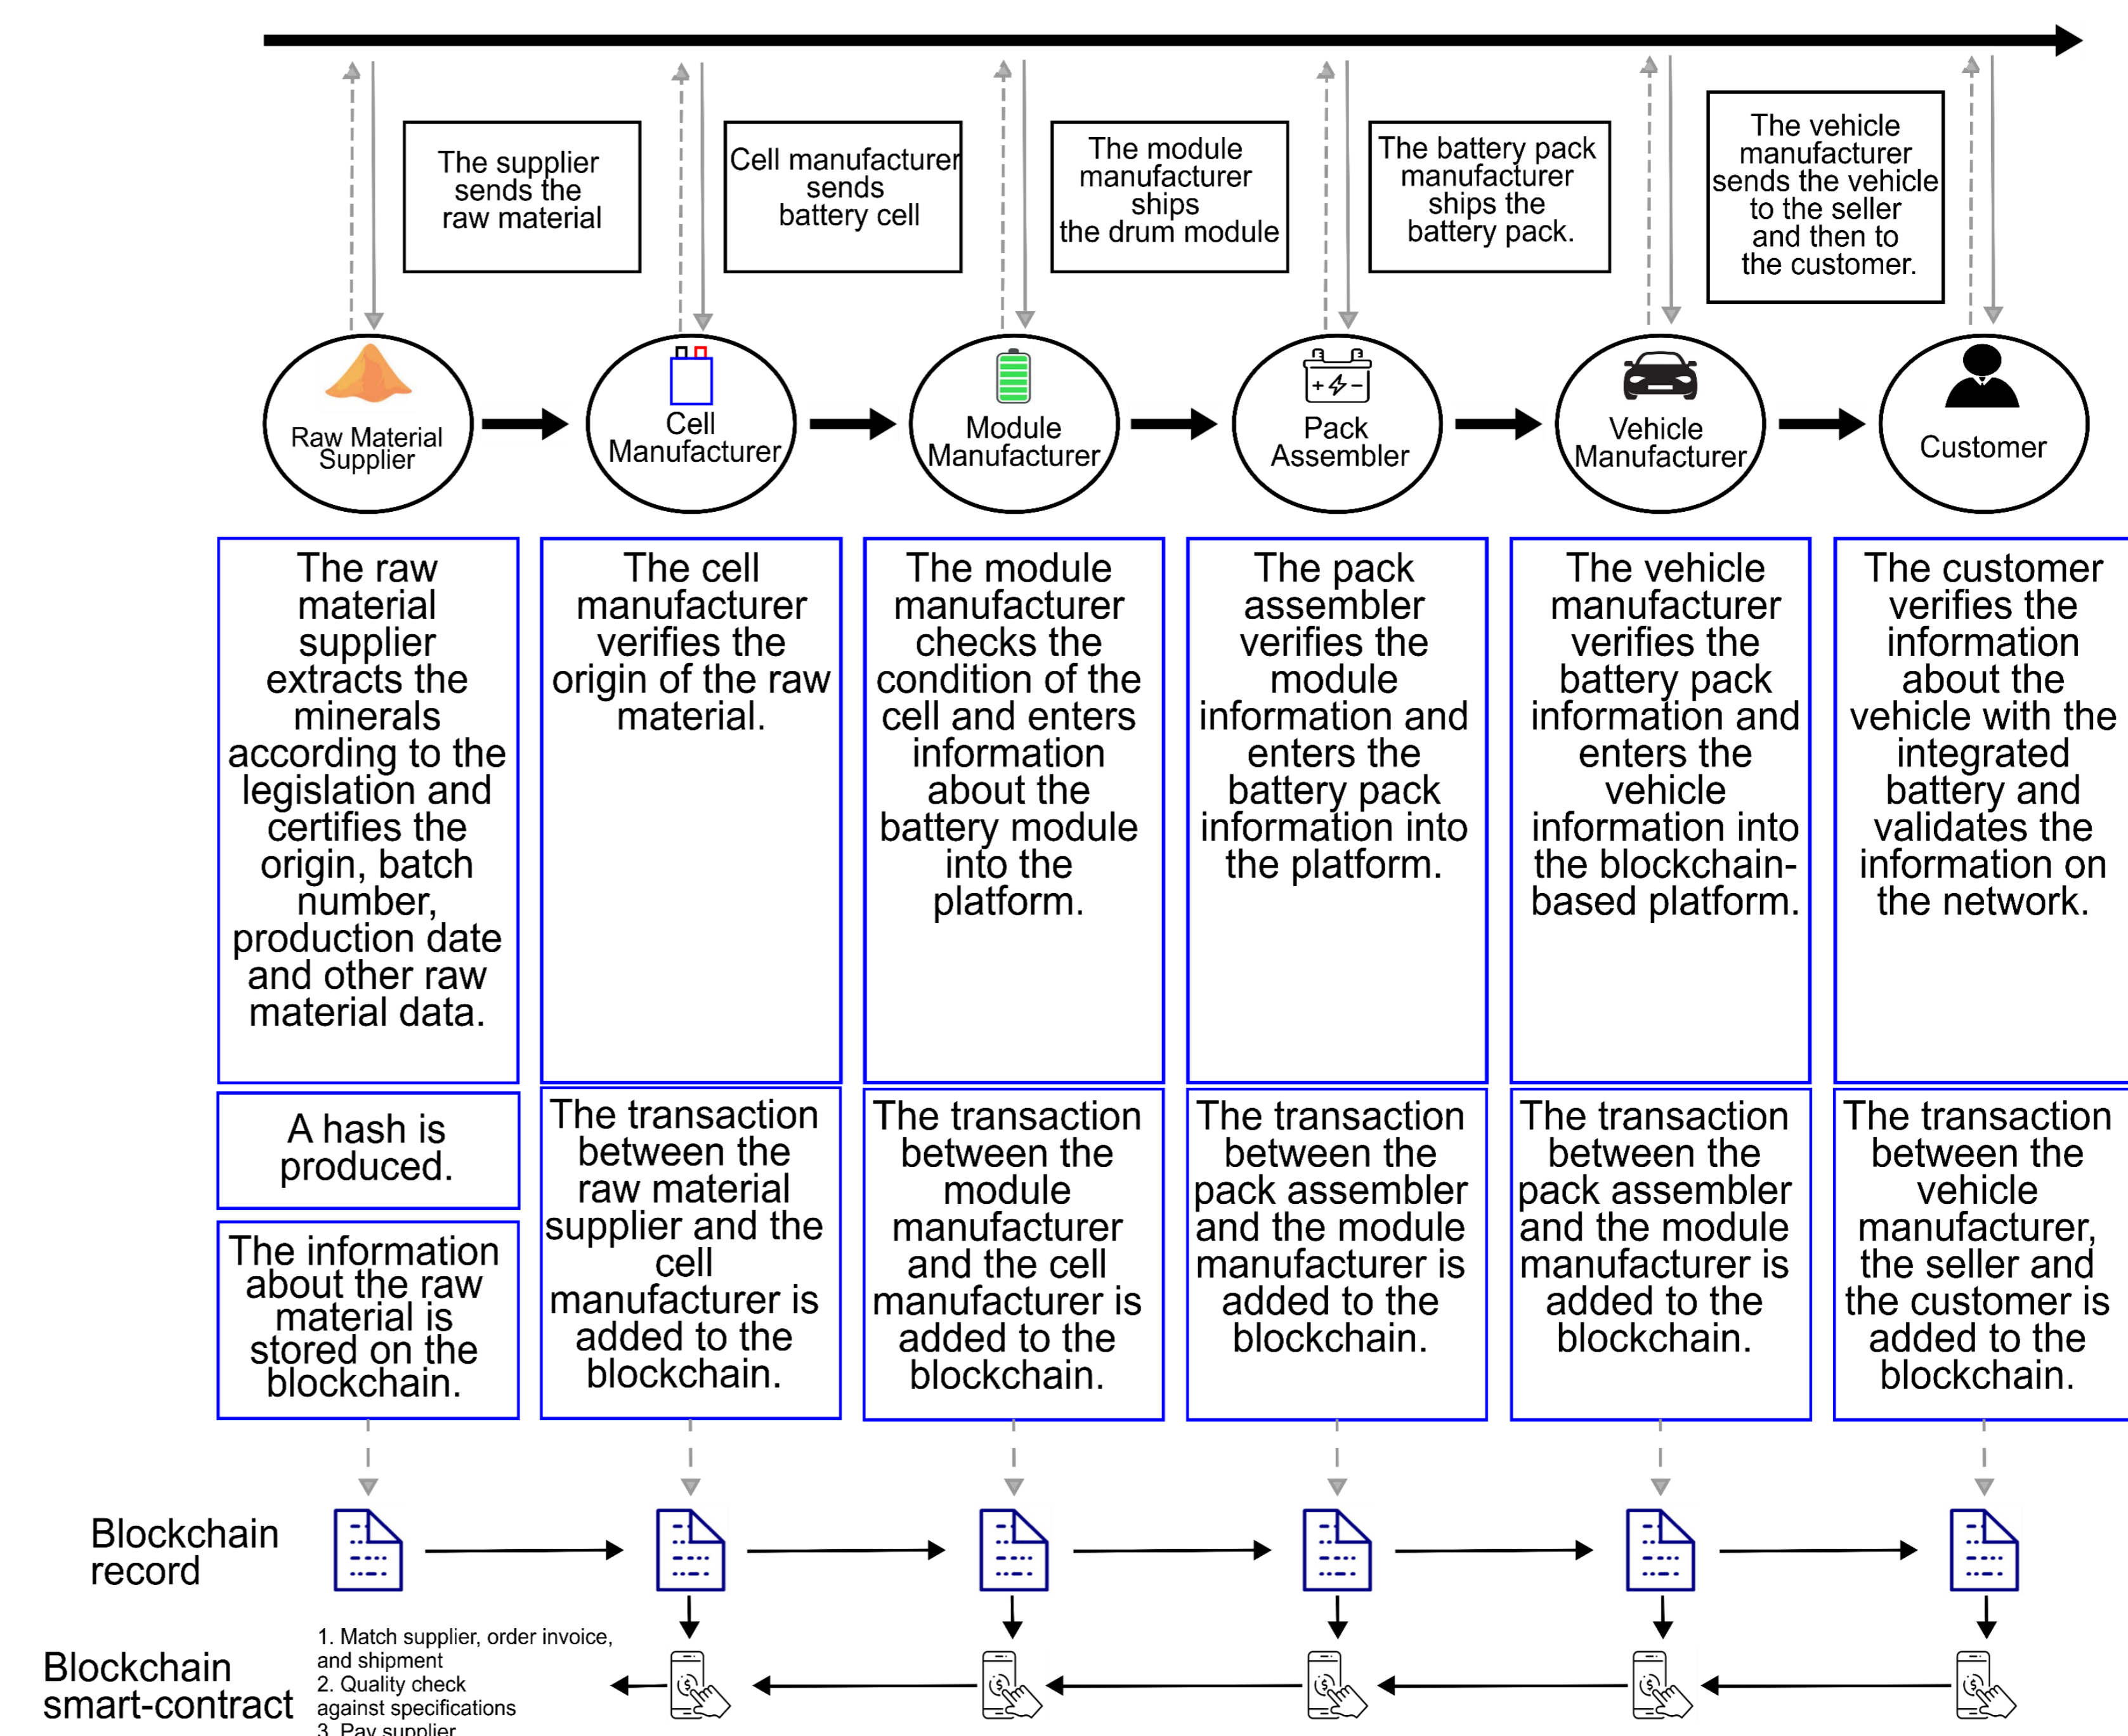 The supplier
sends the
raw material
Cell manufacturer
sends
battery cell
The module
manufacturer
ships
the drum module
The battery pack
manufacturer
ships the
battery pack.
The vehicle
manufacturer
sends the vehicle
to the seller
and then to
the customer.
Raw Material
Supplier
Cell
Manufacturer
Module
Manufacturer
Pack
Assembler
Vehicle
Manufacturer
Customer
The raw
material
supplier
extracts the
minerals
according to the
legislation and
certifies the
origin, batch
number,
production date
and other raw
material data.
The cell
manufacturer
verifies the
origin of the raw
material.
The module
manufacturer
checks the
condition of the
cell and enters
information
about the
battery module
into the
platform.
The pack
assembler
verifies the
module
information and
enters the
battery pack
information into
the platform.
The vehicle
manufacturer
verifies the
battery pack
information and
enters the
vehicle
information into
the blockchain-
based platform.
The customer
verifies the
information
about the
vehicle with the
integrated
battery and
validates the
information on
the network.
A hash is
produced.
The information
about the raw
material is
stored on the
blockchain.
The transaction
between the
raw material
supplier and the
cell
manufacturer is
added to the
blockchain.
The transaction
between the
module
manufacturer
and the cell
manufacturer is
added to the
blockchain.
The transaction
between the
pack assembler
and the module
manufacturer is
added to the
blockchain.
The transaction
between the
pack assembler
and the module
manufacturer is
added to the
blockchain.
The transaction
between the
vehicle
manufacturer,
the seller and
the customer is
added to the
blockchain.
Blockchain
record
Blockchain
smart-contract
1. Match supplier, order invoice,
and shipment
2. Quality check
against specifications
3. Pay supplier